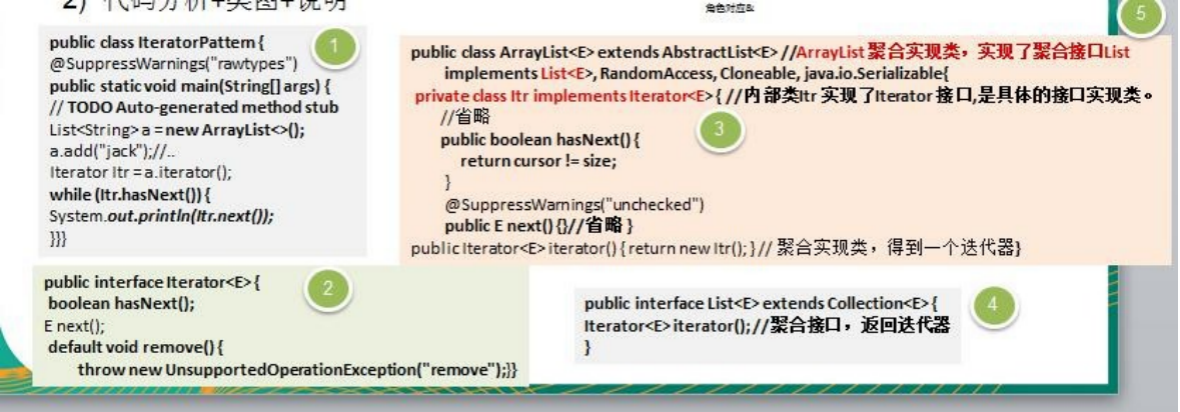 2) 代码分析+类图+说明
角色对应&
5
public class IteratorPattem {
1
@SuppressWarnings("rawtypes")
public static void main(String[] args) {
// TODO Auto-generated method stub
List<String> a = new ArrayList<>();
a.add("jack");//..
Iterator Itr = a.iterator();
while (Itr.hasNext()) {
System.out.println(Itr.next());
}}}
public class ArrayList<E> extends AbstractList<E> //ArrayList 聚合实现类，实现了聚合接口List
implements List<E>, RandomAccess, Cloneable, java.io.Serializable{
private class Itr implements Iterator<E> { //内部类Itr 实现了Iterator 接口,是具体的接口实现类。
//省略
3
public boolean hasNext() {
return cursor != size;
}
@SuppressWarnings("unchecked")
public E next() {}//省略 }
public Iterator<E> iterator() { return new Itr(); } // 聚合实现类，得到一个迭代器}
public interface Iterator<E> {
2
boolean hasNext();
E next();
default void remove() {
throw new UnsupportedOperationException("remove");}}
public interface List<E> extends Collection<E> {
4
Iterator<E> iterator();//聚合接口，返回迭代器
}